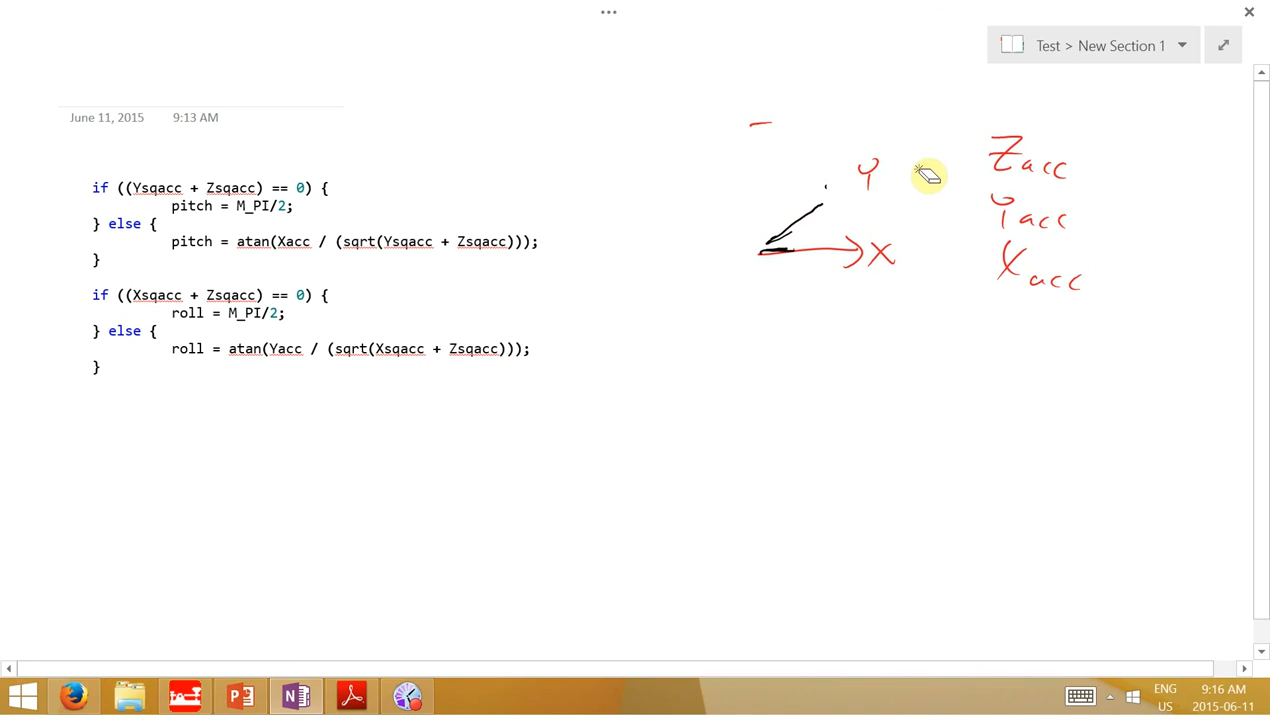 Test > New Section 1
June 11, 2015 9:13 AM
if ((Ysqacc + Zsqacc) == 0) {
pitch = M_PI/2;
} else {
pitch = atan(Xacc / (sqrt(Ysqacc + Zsqacc)));
}
if ((Xsqacc + Zsqacc) == 0) {
roll = M_PI/2;
} else {
roll = atan(Yacc / (sqrt(Xsqacc + Zsqacc)));
}
Y
X
Zacc
Yacc
Xacc
ENG
US
9:16 AM
2015-06-11